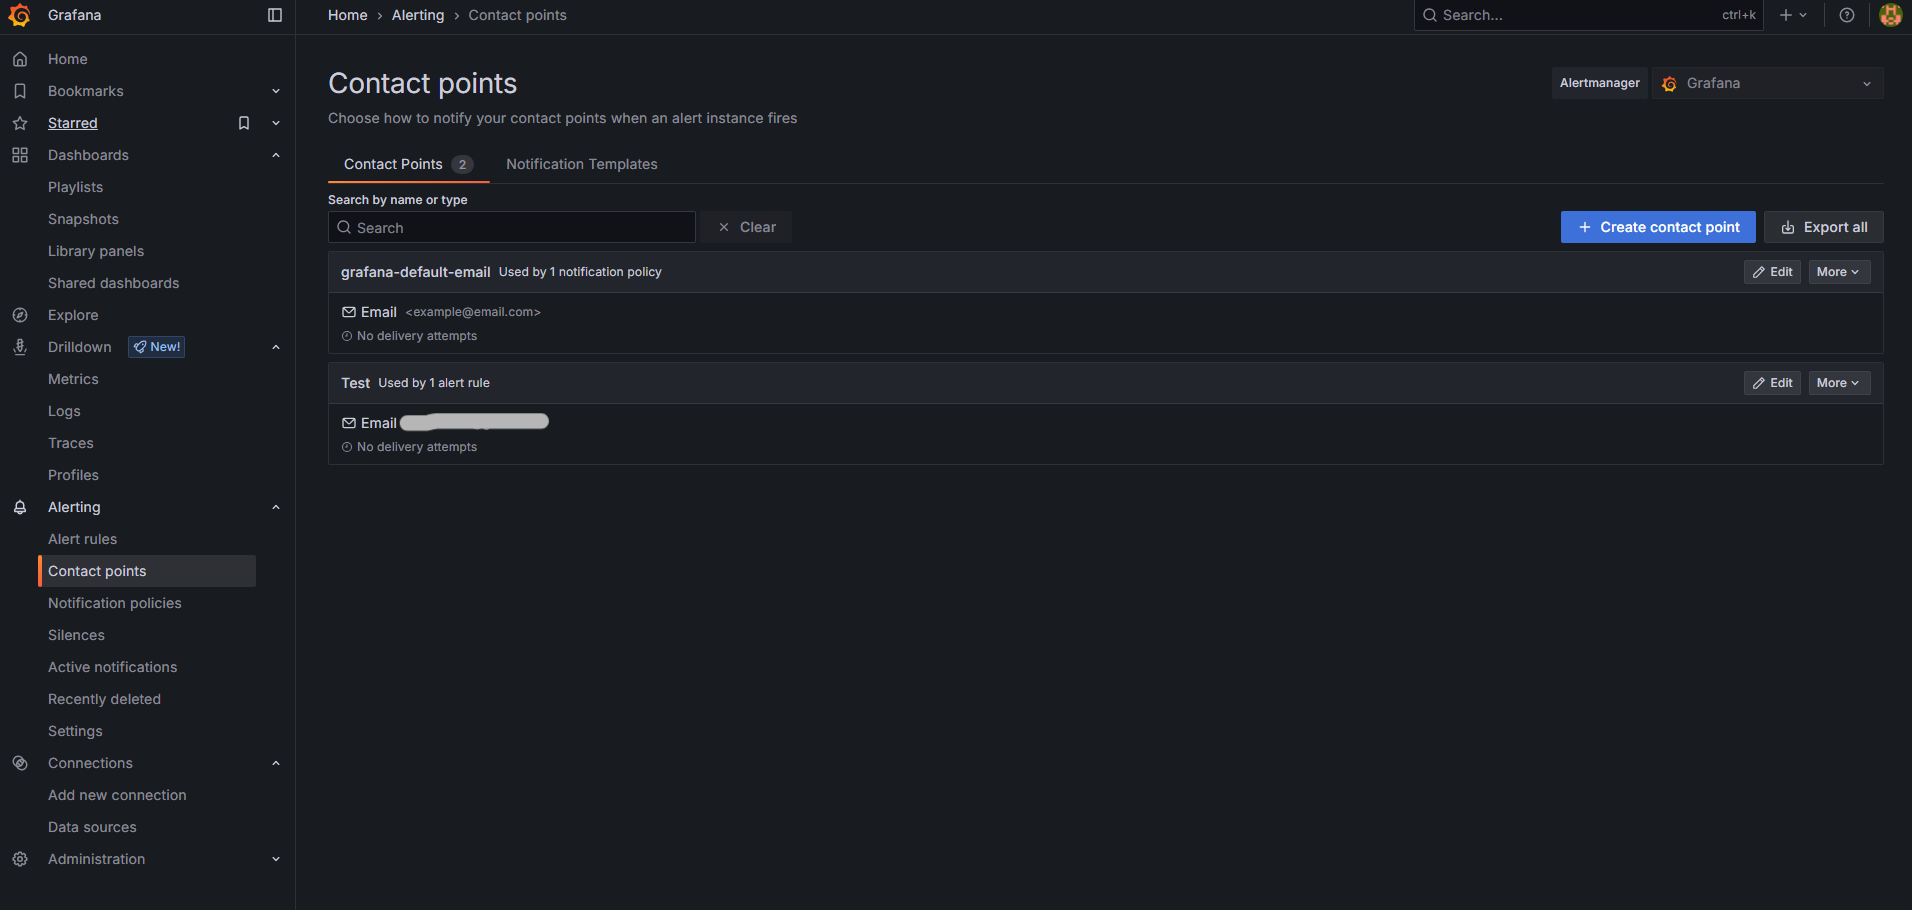 Grafana
Home › Alerting › Contact points
Search... ctrl+k
Home
Bookmarks
Starred
Dashboards
Playlists
Snapshots
Library panels
Shared dashboards
Explore
Drilldown New!
Metrics
Logs
Traces
Profiles
Alerting
Alert rules
Contact points
Notification policies
Silences
Active notifications
Recently deleted
Settings
Connections
Add new connection
Data sources
Administration
Contact points
Choose how to notify your contact points when an alert instance fires
Alertmanager Grafana
Contact Points 2 Notification Templates
Search by name or type
Search Clear
Create contact point Export all
grafana-default-email Used by 1 notification policy Edit More
Email <example@email.com>
No delivery attempts
Test Used by 1 alert rule Edit More
Email
No delivery attempts